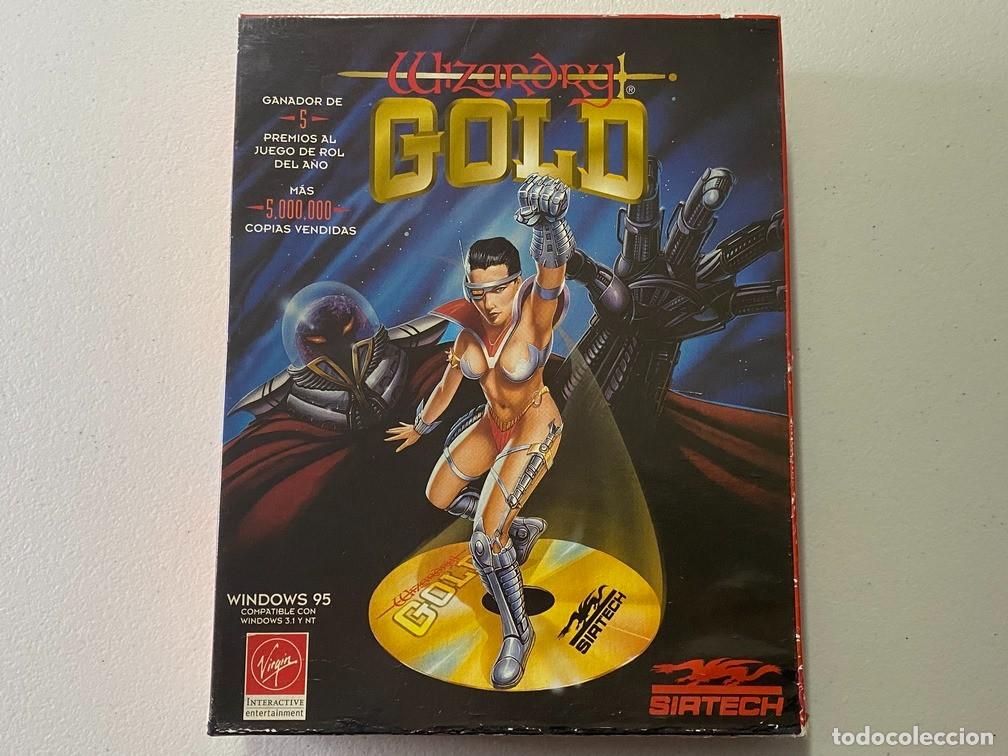 Wizardry
®
GOLD
GANADOR DE
5
PREMIOS AL
JUEGO DE ROL
DEL AÑO
MÁS
5,000,000
COPIAS VENDIDAS
Wizardry
GOLD
SIRTECH
WINDOWS 95
COMPATIBLE CON
WINDOWS 3.1 Y NT
Virgin
INTERACTIVE
entertainment
SIRTECH
todocoleccion